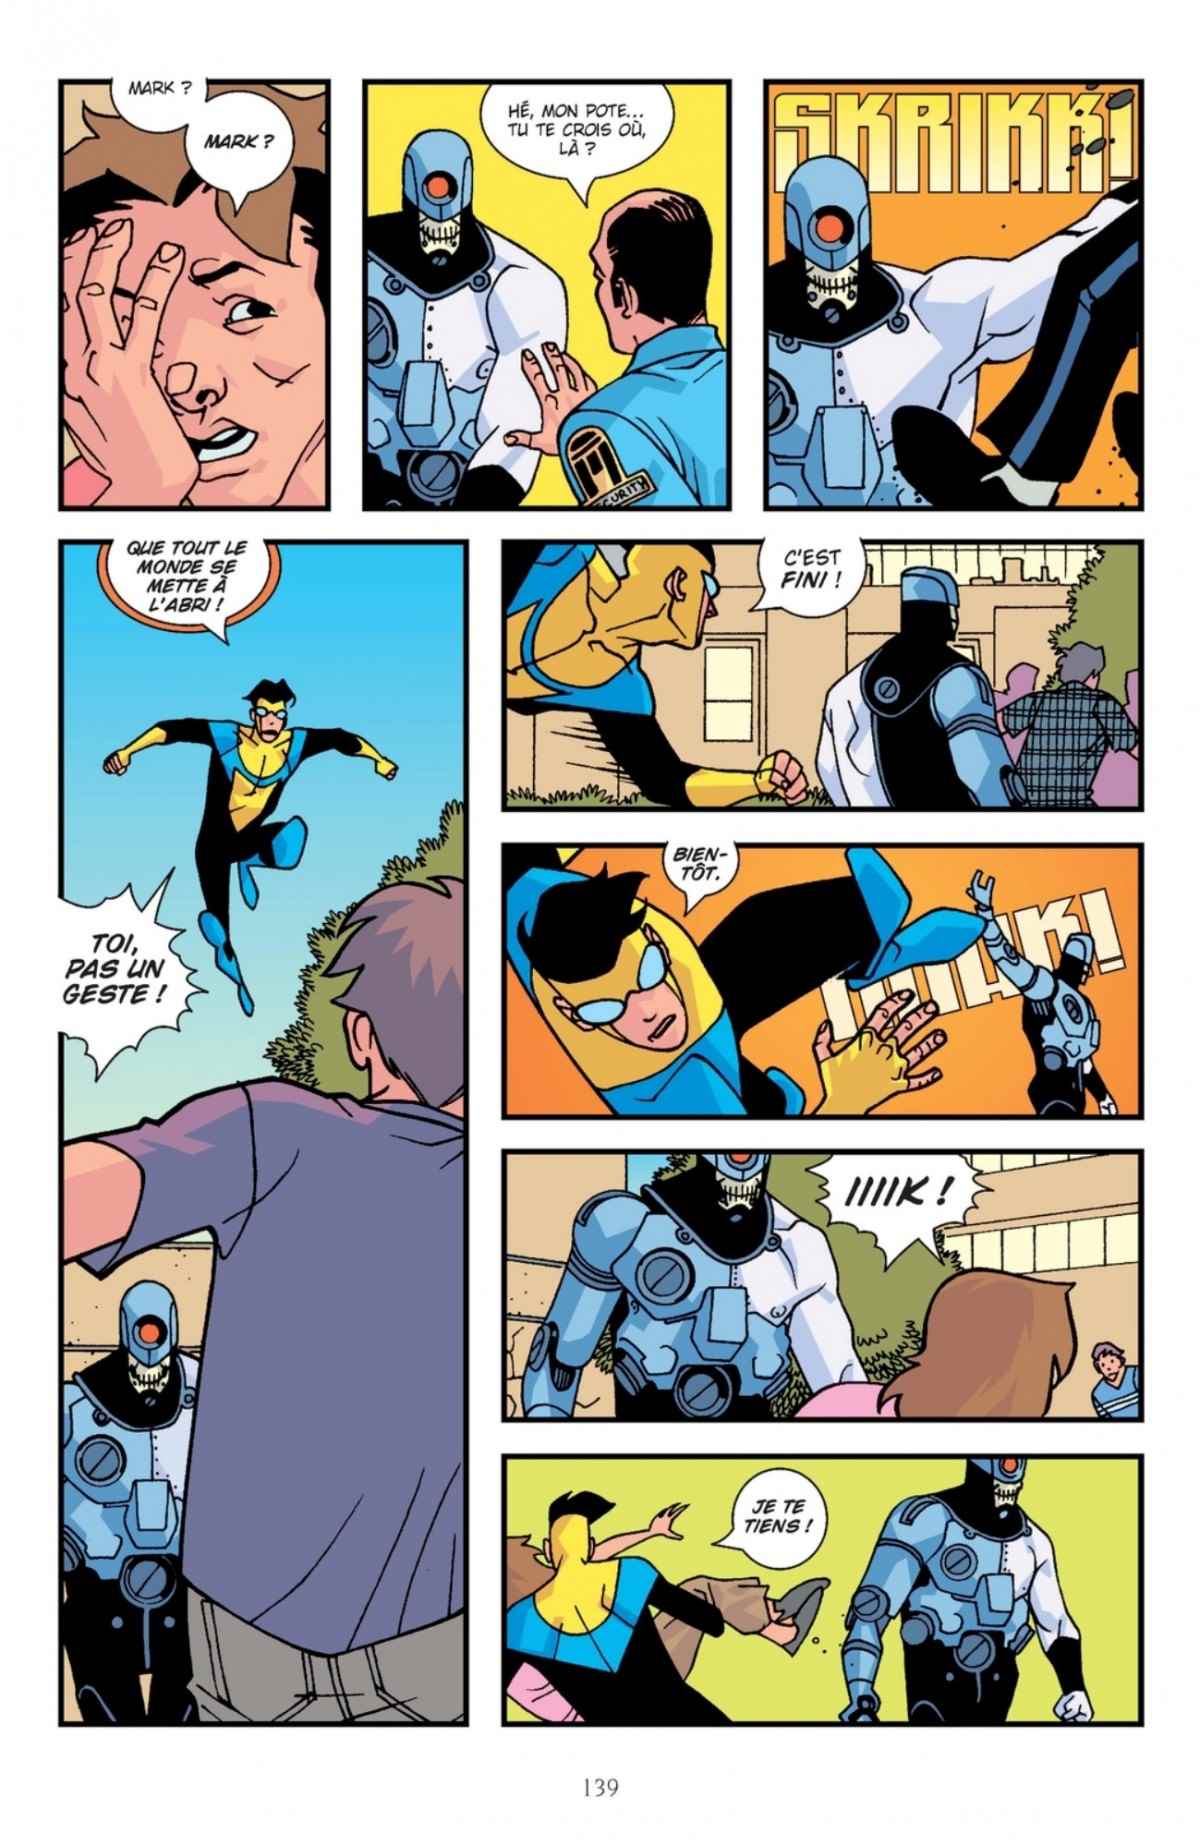 MARK ?
MARK ?
HÉ, MON POTE...
TU TE CROIS OÙ,
LÀ ?
SKRIKK!
QUE TOUT LE
MONDE SE
METTE À
L'ABRI !
TOI,
PAS UN
GESTE !
C'EST
FINI !
BIEN-
TÔT.
IIIIK !
JE TE
TIENS !
139